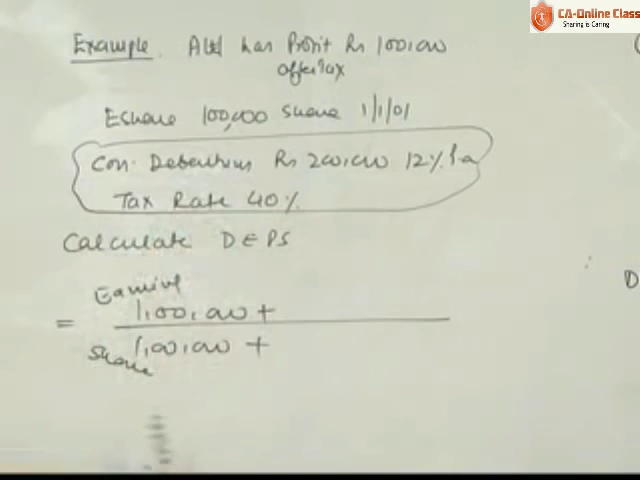 CA-Online Class
Sharing is Caring
Example. A Ltd has Profit Rs 100,000
after Tax
E share 100,000 share 1/1/01
Con. Debentures Rs 200,000 12% P.a
Tax Rate 40%
Calculate DEPS
Earning
= 1,00,000 +
1,00,000 +
Share
D